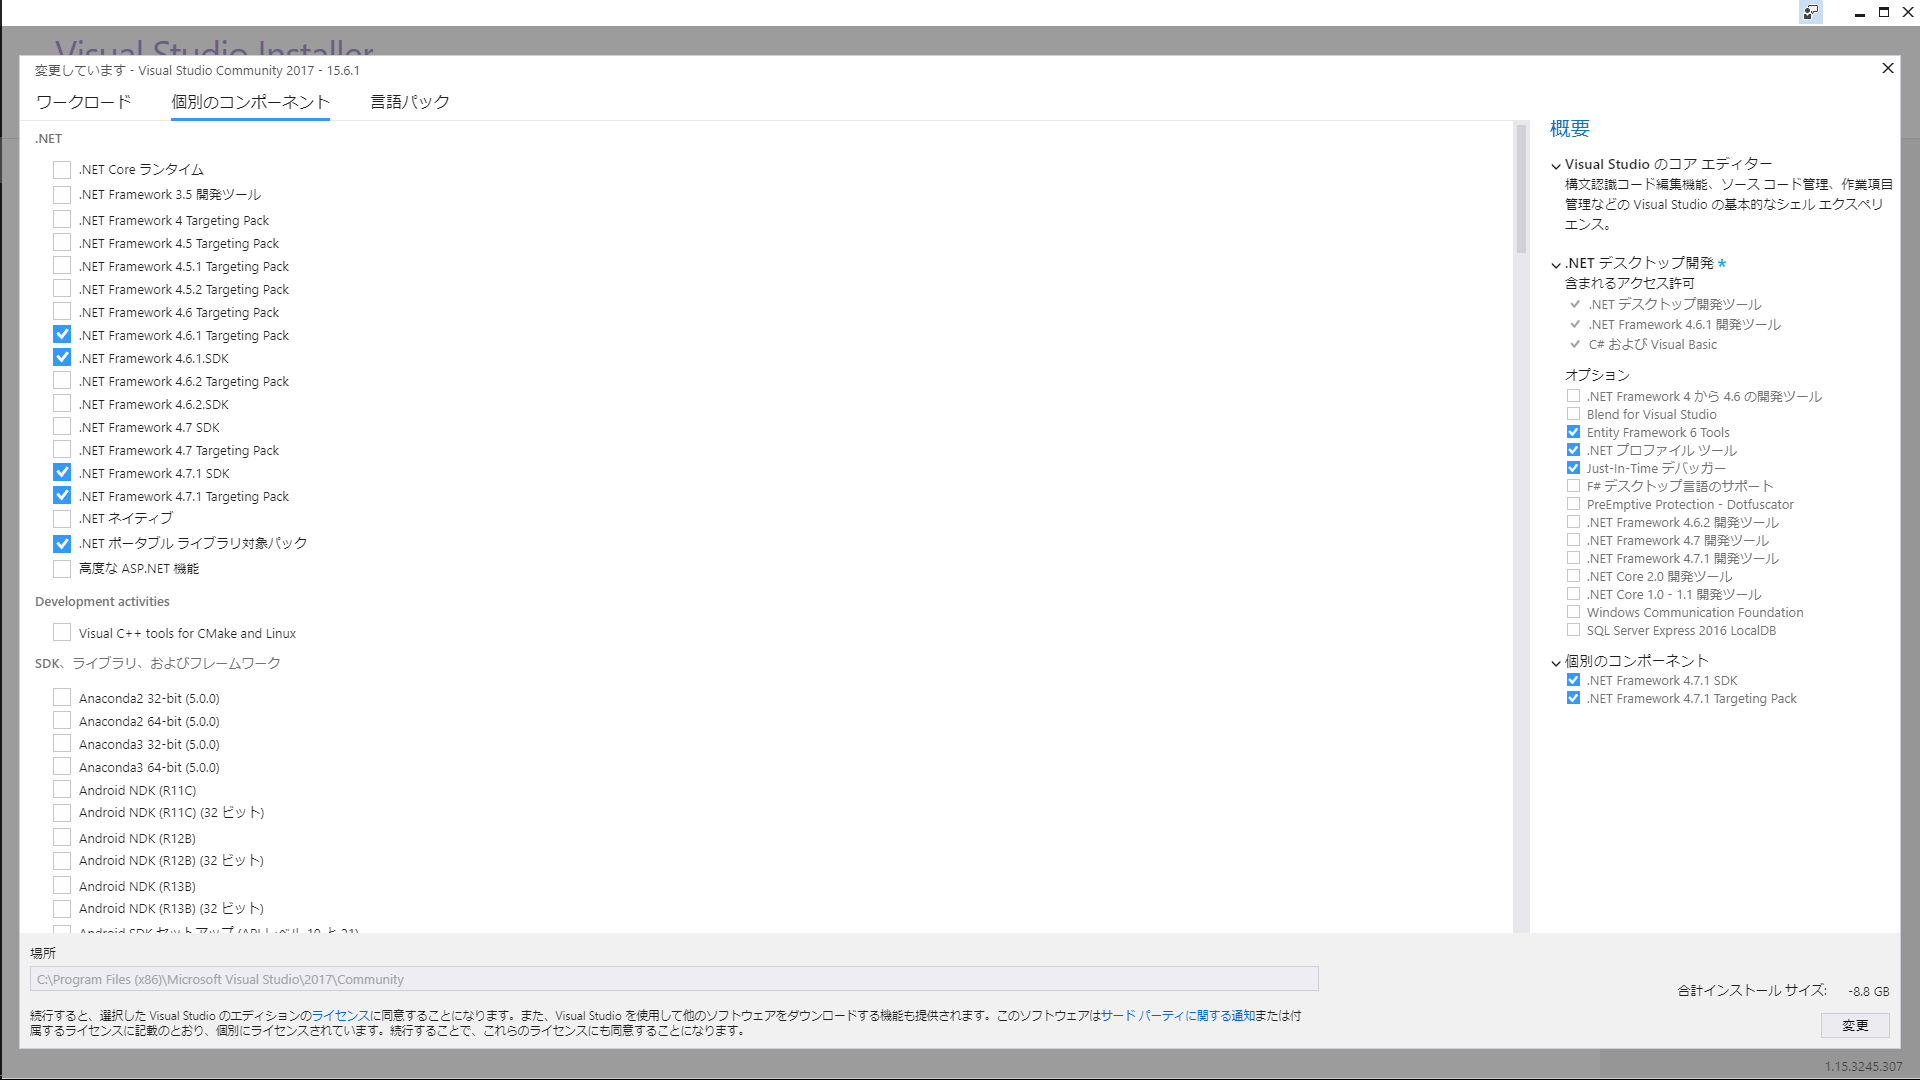 Visual Studio Installer
変更しています - Visual Studio Community 2017 - 15.6.1
ワークロード
個別のコンポーネント
言語パック
.NET
.NET Core ランタイム
.NET Framework 3.5 開発ツール
.NET Framework 4 Targeting Pack
.NET Framework 4.5 Targeting Pack
.NET Framework 4.5.1 Targeting Pack
.NET Framework 4.5.2 Targeting Pack
.NET Framework 4.6 Targeting Pack
.NET Framework 4.6.1 Targeting Pack
.NET Framework 4.6.1.SDK
.NET Framework 4.6.2 Targeting Pack
.NET Framework 4.6.2.SDK
.NET Framework 4.7 SDK
.NET Framework 4.7 Targeting Pack
.NET Framework 4.7.1 SDK
.NET Framework 4.7.1 Targeting Pack
.NET ネイティブ
.NET ポータブル ライブラリ対象パック
高度な ASP.NET 機能
Development activities
Visual C++ tools for CMake and Linux
SDK、ライブラリ、およびフレームワーク
Anaconda2 32-bit (5.0.0)
Anaconda2 64-bit (5.0.0)
Anaconda3 32-bit (5.0.0)
Anaconda3 64-bit (5.0.0)
Android NDK (R11C)
Android NDK (R11C) (32 ビット)
Android NDK (R12B)
Android NDK (R12B) (32 ビット)
Android NDK (R13B)
Android NDK (R13B) (32 ビット)
Android SDK セットアップ (API レベル 19 と 21)
概要
Visual Studio のコア エディター
構文認識コード編集機能、ソース コード管理、作業項目
管理などの Visual Studio の基本的なシェル エクスペリ
エンス。
.NET デスクトップ開発 *
含まれるアクセス許可
.NET デスクトップ開発ツール
.NET Framework 4.6.1 開発ツール
C# および Visual Basic
オプション
.NET Framework 4 から 4.6 の開発ツール
Blend for Visual Studio
Entity Framework 6 Tools
.NET プロファイル ツール
Just-In-Time デバッガー
F# デスクトップ言語のサポート
PreEmptive Protection - Dotfuscator
.NET Framework 4.6.2 開発ツール
.NET Framework 4.7 開発ツール
.NET Framework 4.7.1 開発ツール
.NET Core 2.0 開発ツール
.NET Core 1.0 - 1.1 開発ツール
Windows Communication Foundation
SQL Server Express 2016 LocalDB
個別のコンポーネント
.NET Framework 4.7.1 SDK
.NET Framework 4.7.1 Targeting Pack
場所
C:\Program Files (x86)\Microsoft Visual Studio\2017\Community
合計インストール サイズ: -8.8 GB
続行すると、選択した Visual Studio のエディションのライセンスに同意することになります。また、Visual Studio を使用して他のソフトウェアをダウンロードする機能も提供されます。このソフトウェアはサード パーティに関する通知または付
属するライセンスに記載のとおり、個別にライセンスされています。続行することで、これらのライセンスにも同意することになります。
変更
1.15.3245.307